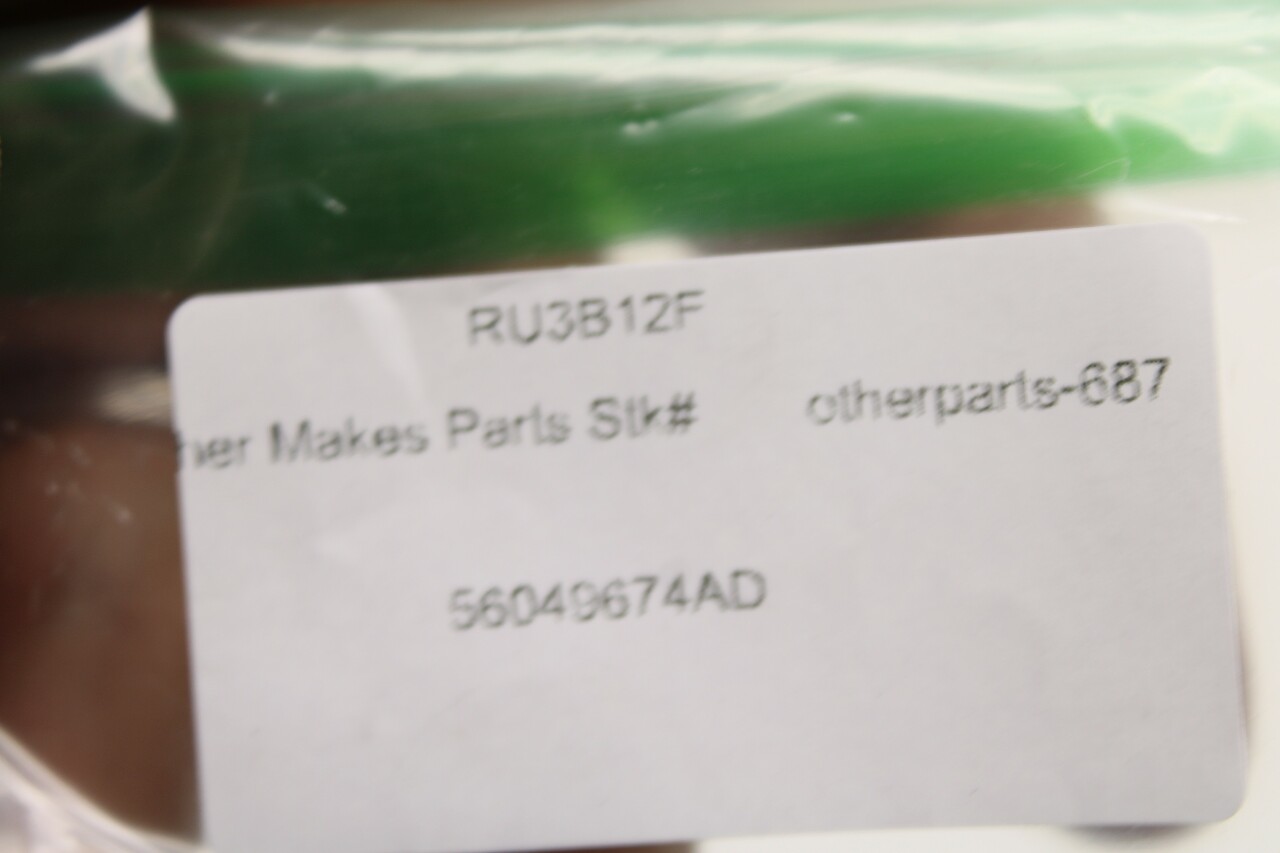 RU3B12F
her Makes Parts Stk# otherparts-687
56049674AD